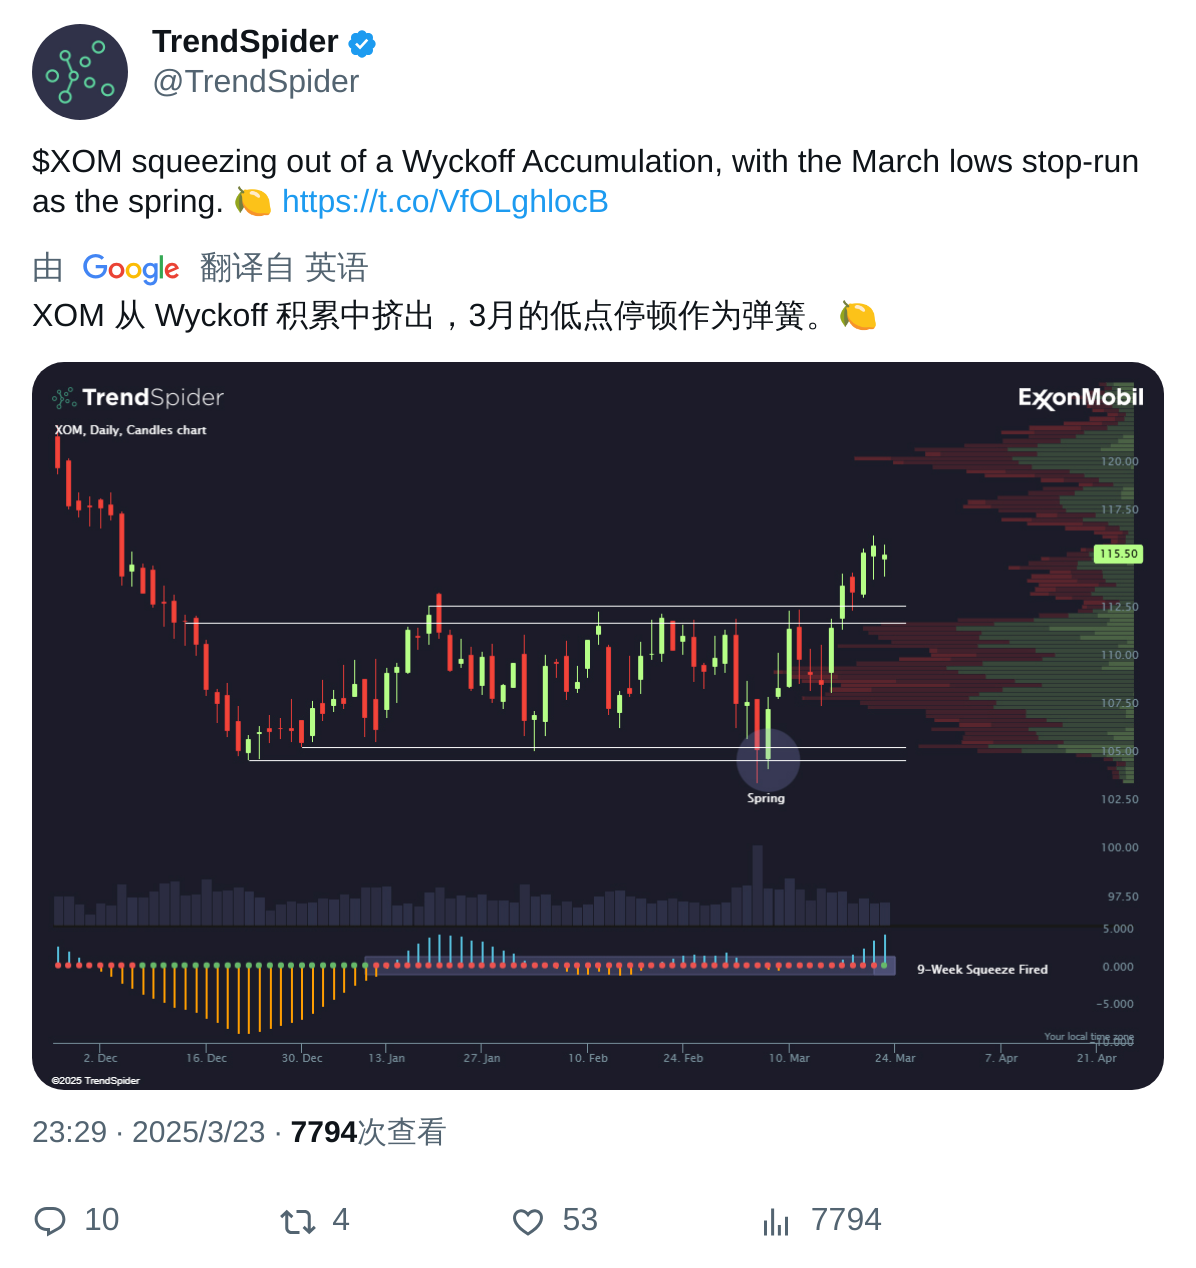 TrendSpider
@TrendSpider
$XOM squeezing out of a Wyckoff Accumulation, with the March lows stop-run
as the spring. 🍋 https://t.co/VfOLghlocB
由 Google 翻译自 英语
XOM 从 Wyckoff 积累中挤出，3月的低点停顿作为弹簧。🍋
TrendSpider
ExxonMobil
XOM, Daily, Candles chart
120.00
117.50
115.50
112.50
110.00
107.50
105.00
Spring
102.50
100.00
97.50
5.000
9-Week Squeeze Fired
0.000
-5.000
Your local time zone
-10.000
2. Dec 16. Dec 30. Dec 13. Jan 27. Jan 10. Feb 24. Feb 10. Mar 24. Mar 7. Apr 21. Apr
©2025 TrendSpider
23:29 · 2025/3/23 · 7794次查看
10 4 53 7794